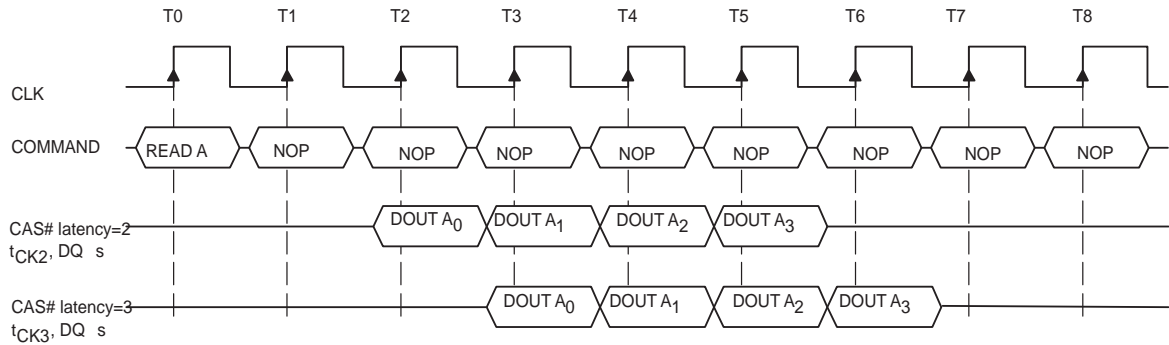 T0 T1 T2 T3 T4 T5 T6 T7 T8
CLK
COMMAND
READ A NOP NOP NOP NOP NOP NOP NOP NOP
CAS# latency=2
tCK2, DQ s
DOUT A0 DOUT A1 DOUT A2 DOUT A3
CAS# latency=3
tCK3, DQ s
DOUT A0 DOUT A1 DOUT A2 DOUT A3